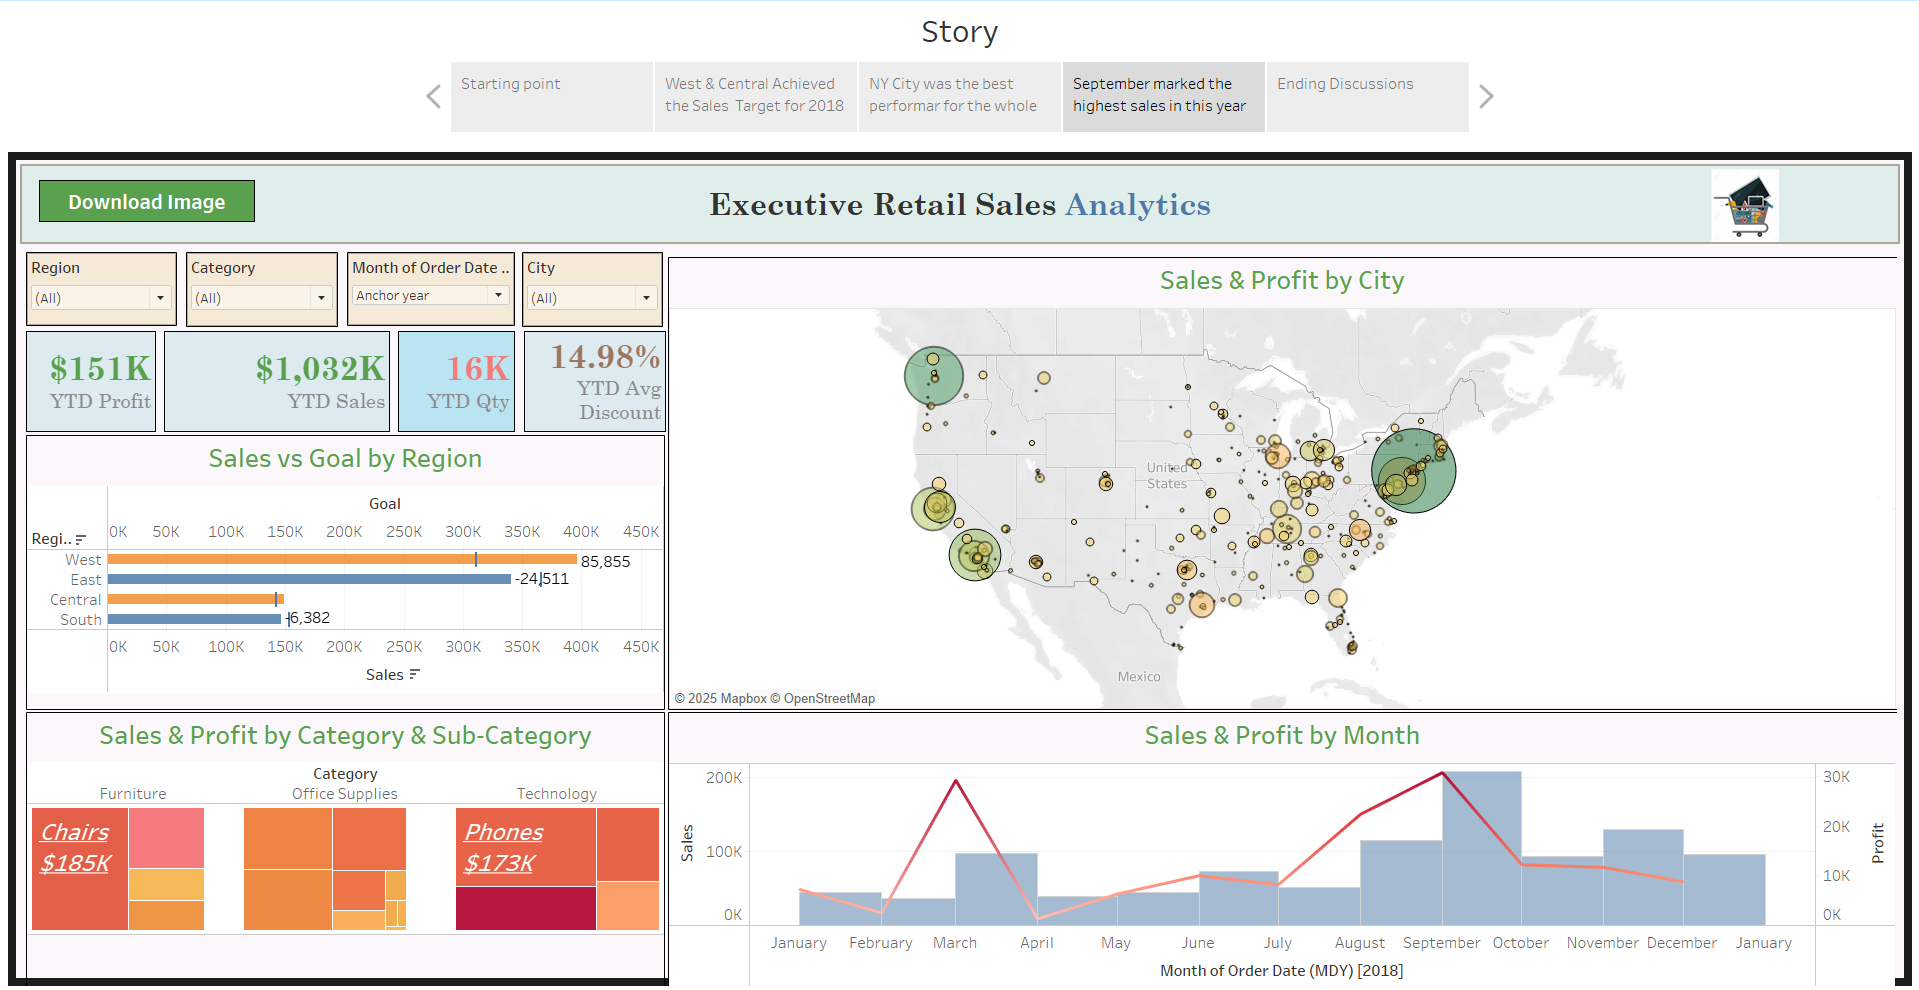 Story
Starting point
West & Central Achieved
the Sales Target for 2018
NY City was the best
performar for the whole
September marked the
highest sales in this year
Ending Discussions
Download Image
Executive Retail Sales Analytics
Region
(All)
Category
(All)
Month of Order Date ..
Anchor year
City
(All)
$151K
YTD Profit
$1,032K
YTD Sales
16K
YTD Qty
14.98%
YTD Avg
Discount
Sales vs Goal by Region
Goal
0K 50K 100K 150K 200K 250K 300K 350K 400K 450K
Regi..
West 85,855
East -24,511
Central
South -6,382
0K 50K 100K 150K 200K 250K 300K 350K 400K 450K
Sales
Sales & Profit by City
United
States
Mexico
© 2025 Mapbox © OpenStreetMap
Sales & Profit by Category & Sub-Category
Category
Furniture Office Supplies Technology
Chairs
$185K
Phones
$173K
Sales & Profit by Month
Sales
200K
100K
0K
30K
20K
10K
0K
Profit
January February March April May June July August September October November December January
Month of Order Date (MDY) [2018]